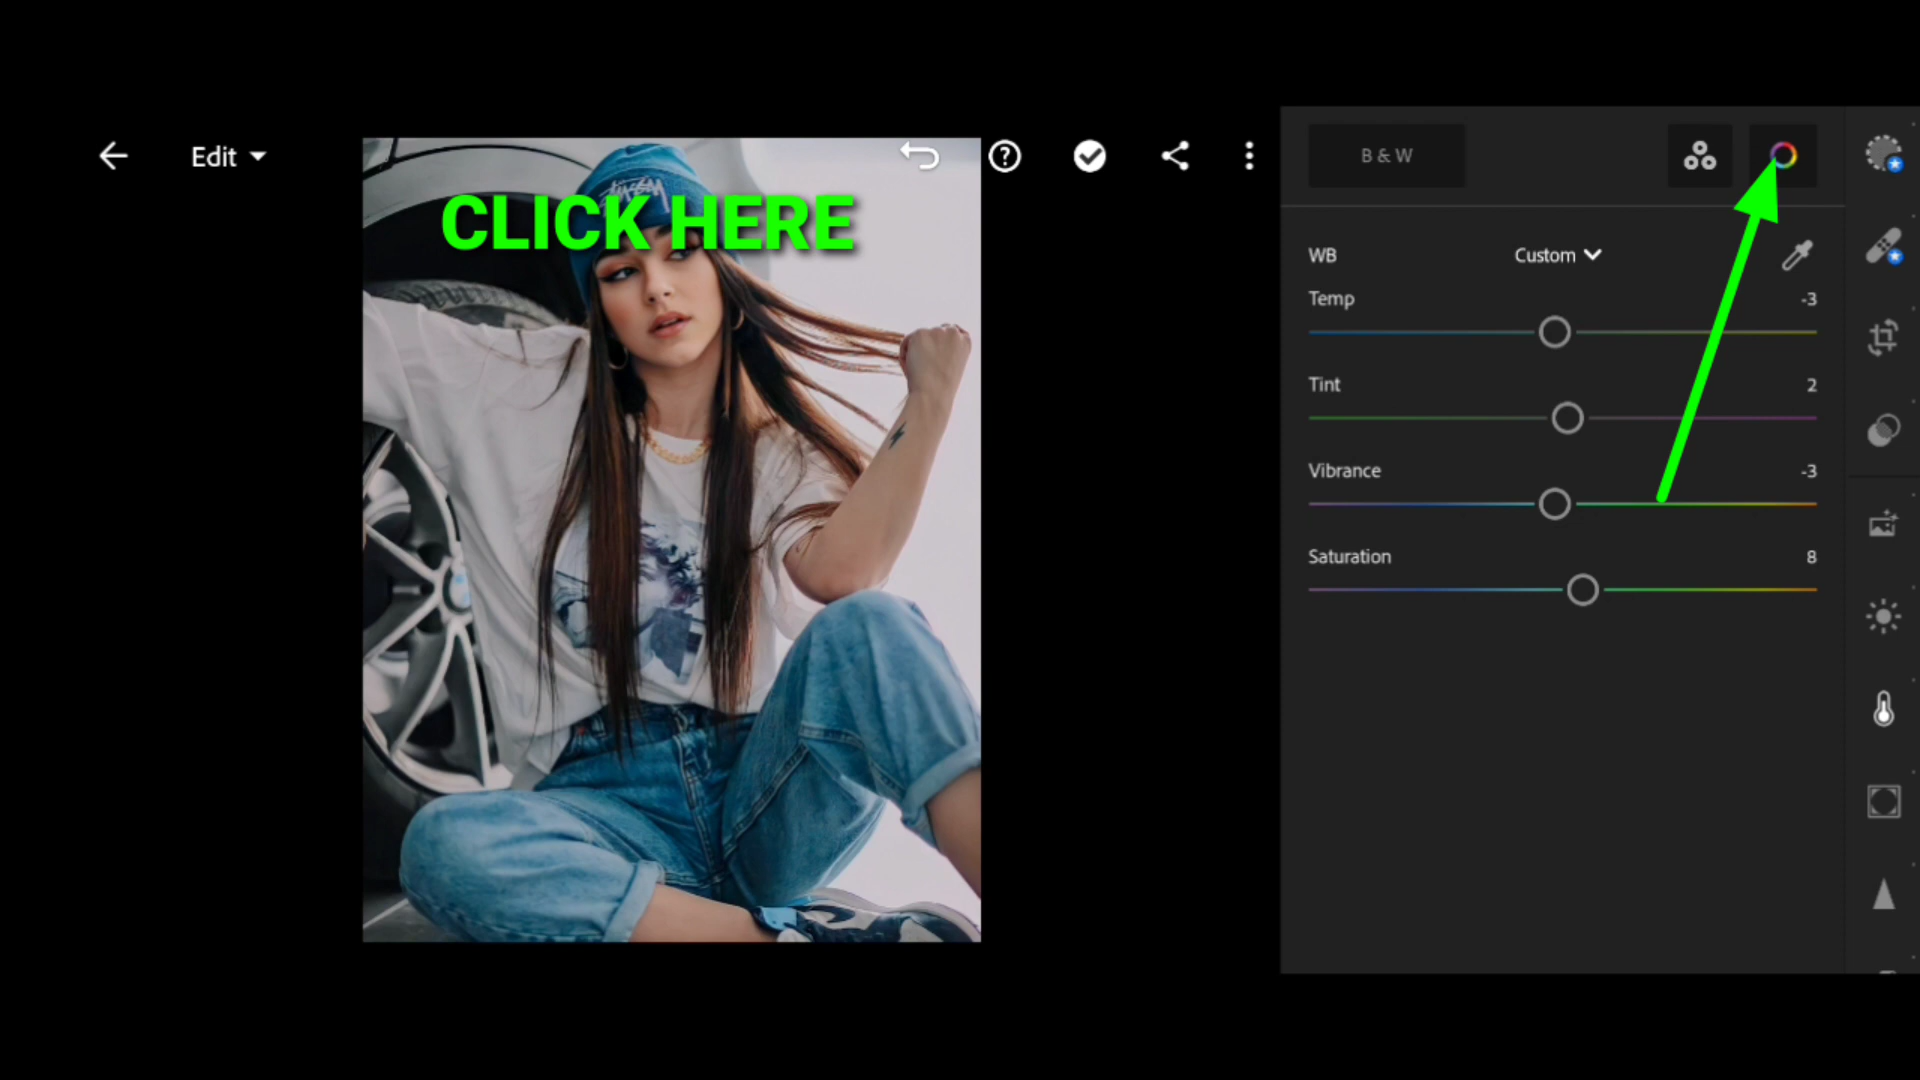 Edit
CLICK HERE
B & W
WB
Custom
Temp
-3
Tint
2
Vibrance
-3
Saturation
8